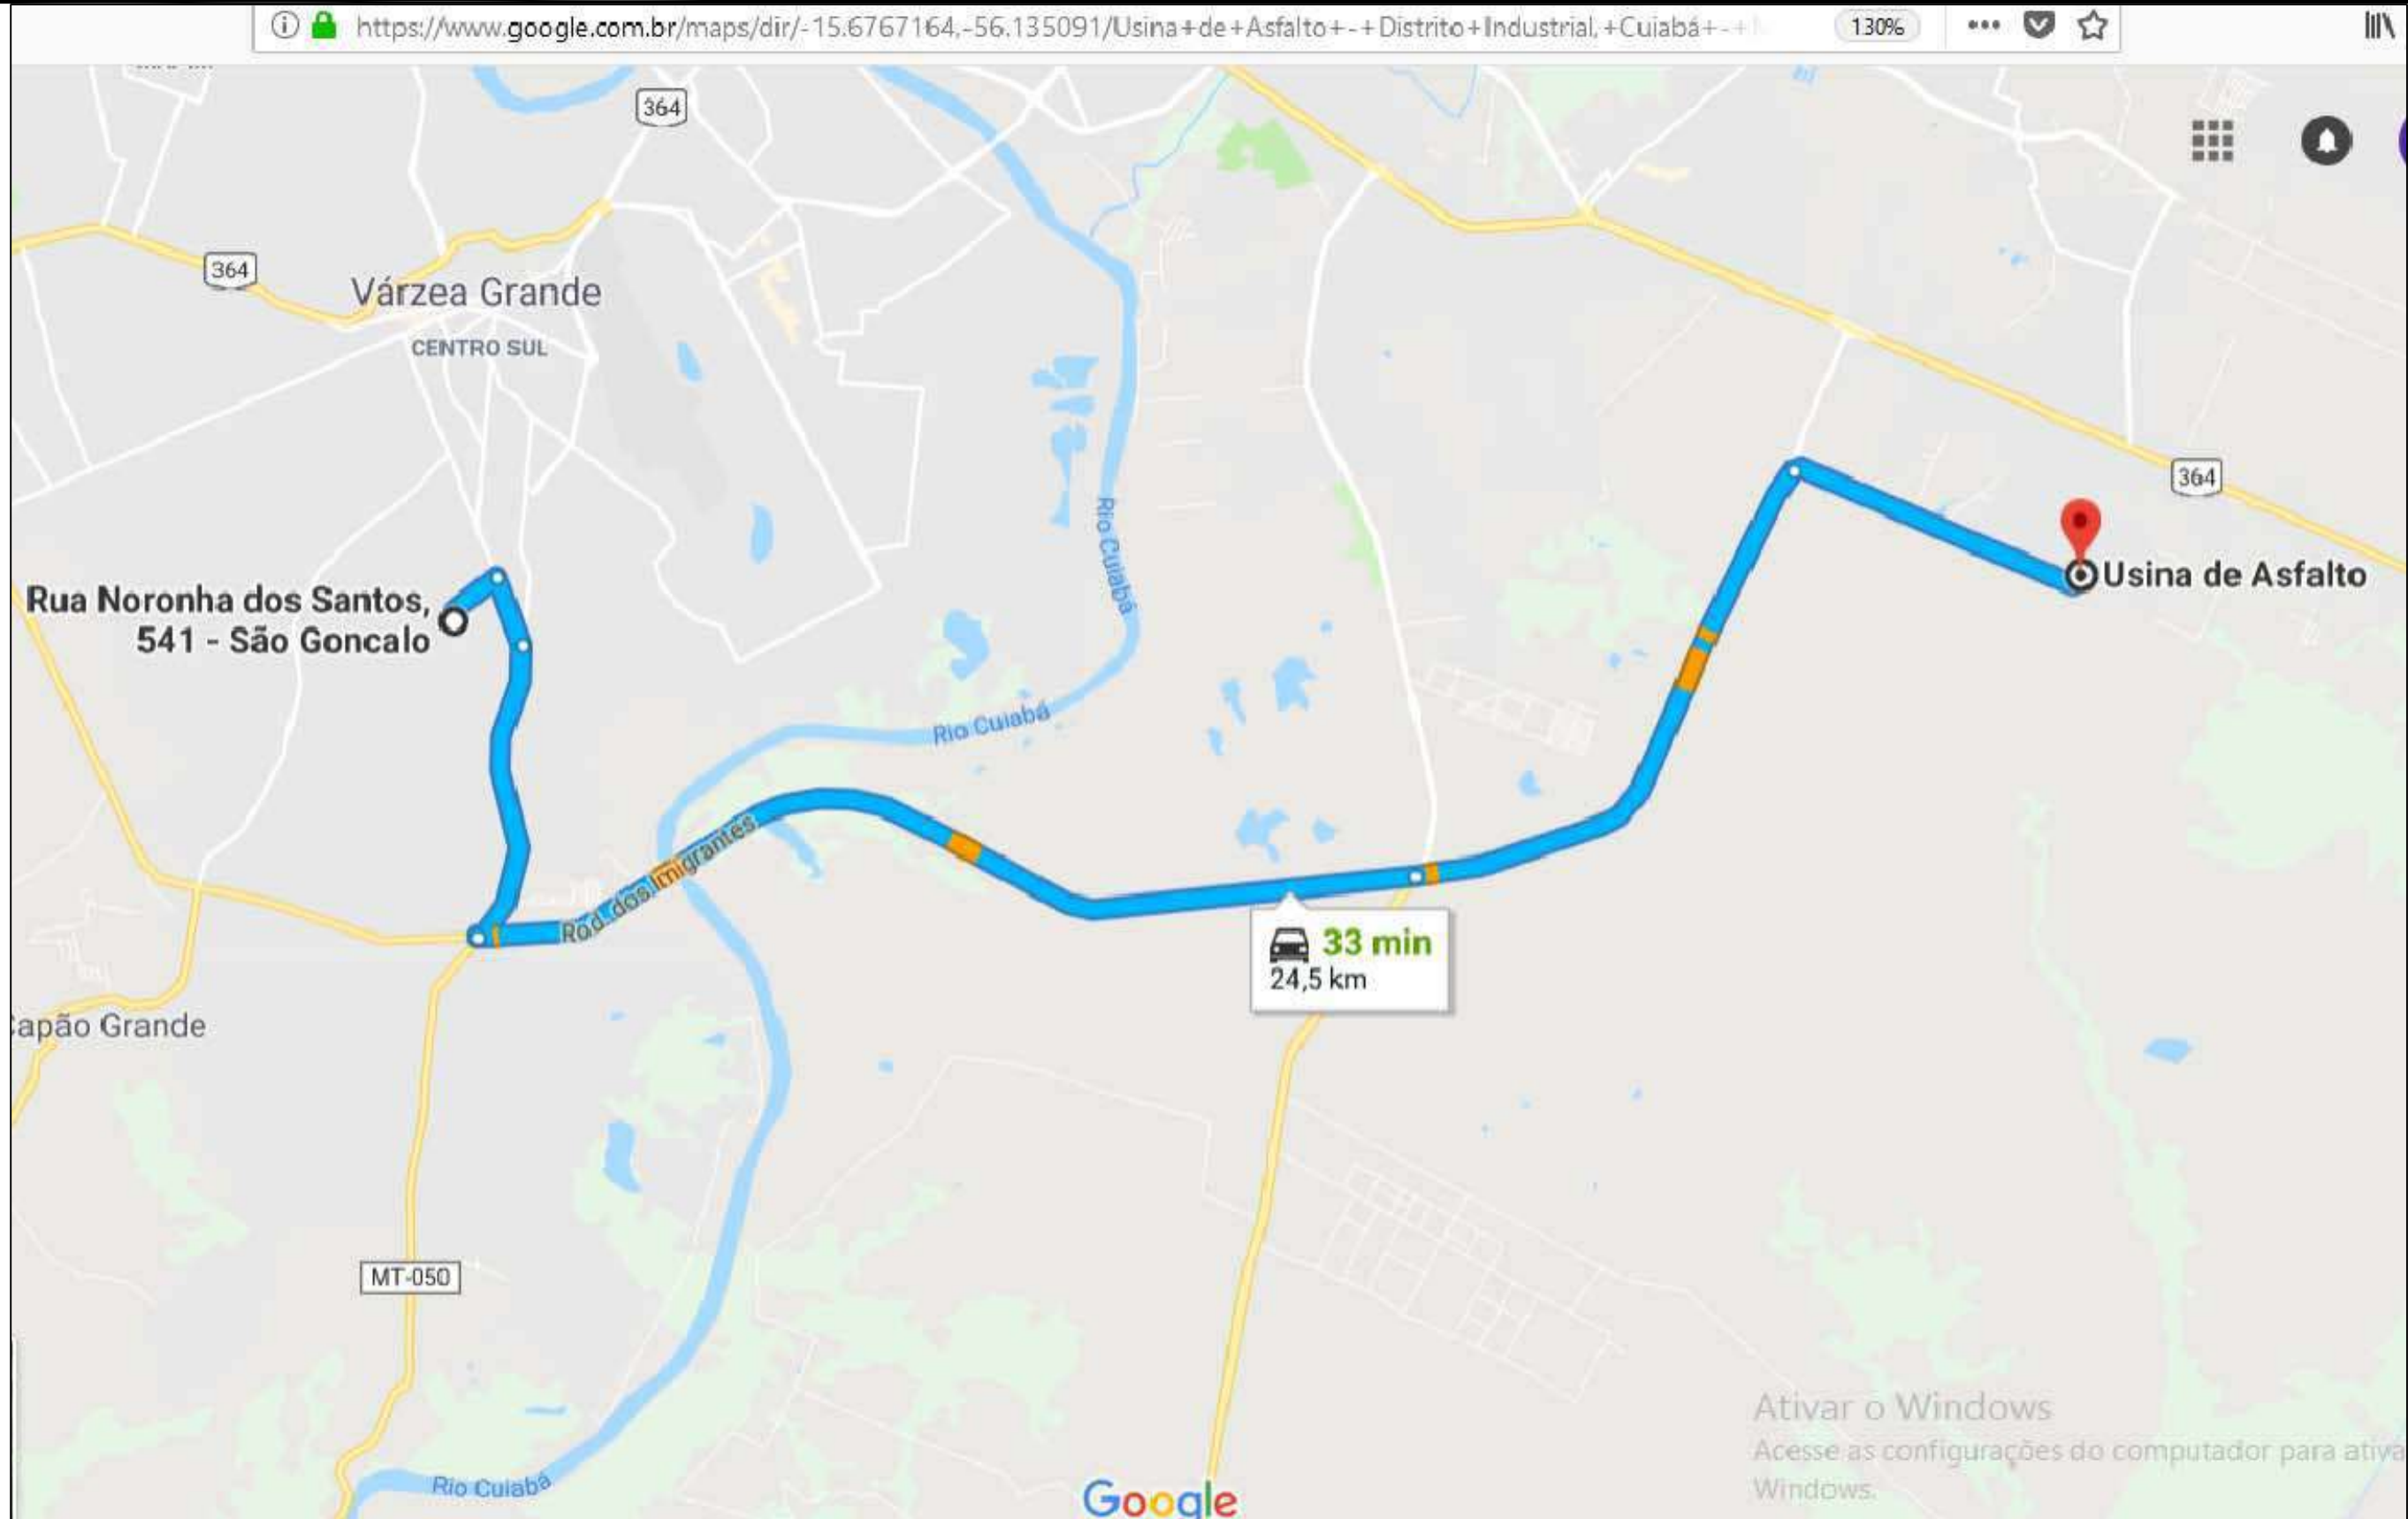 https://www.google.com.br/maps/dir/-15.6767164,-56.135091/Usina+de+Asfalto+-+Distrito+Industrial,+Cuiabá+-+
130%
364
364
Várzea Grande
CENTRO SUL
364
Rio Cuiabá
Usina de Asfalto
Rua Noronha dos Santos,
541 - São Goncalo
Rio Cuiabá
Rod. dos Imigrantes
33 min
24,5 km
apão Grande
MT-050
Ativar o Windows
Acesse as configurações do computador para ativa
Windows.
Rio Cuiabá
Google